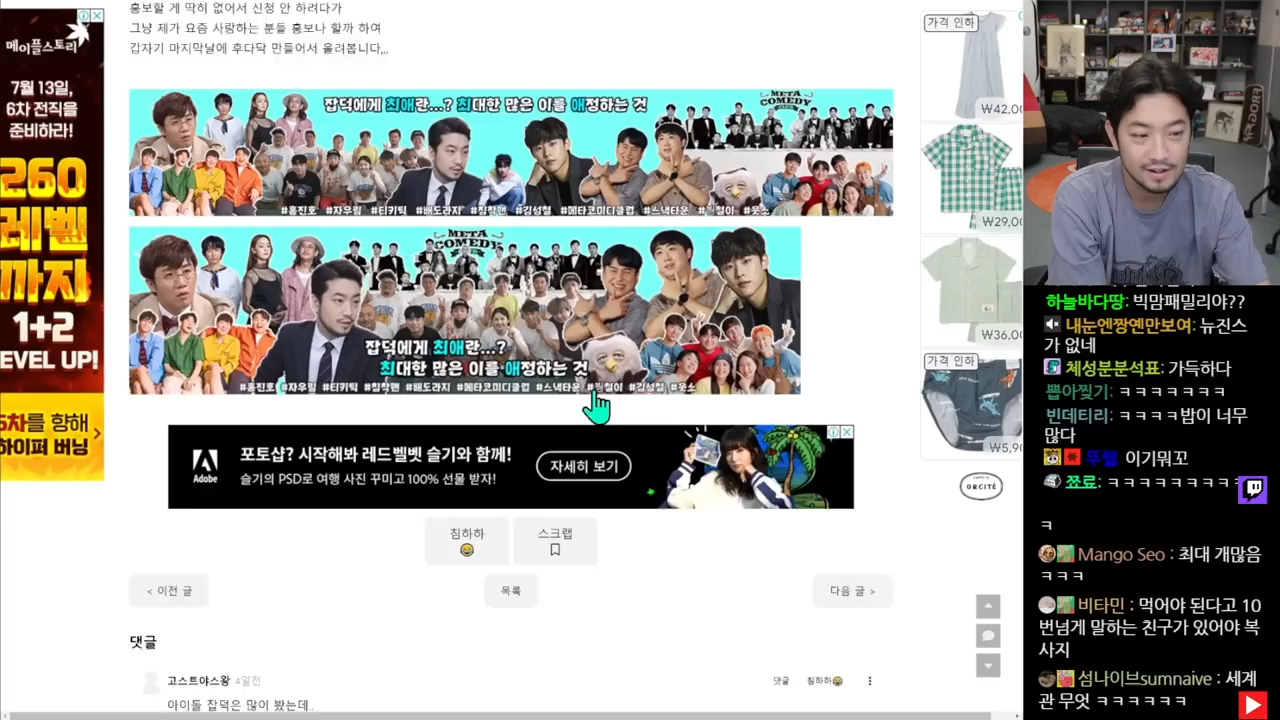 홍보할 게 딱히 없어서 신청 안 하려다가
그냥 제가 요즘 사랑하는 분들 홍보나 할까 하여
갑자기 마지막날에 후다닥 만들어서 올려봅니다,,,
메이플스토리
7월 13일,
6차 전직을
준비하라!
260
레벨
까지
1+2
EVEL UP!
5차를 향해
하이퍼 버닝
잡덕에게 최애란...? 최대한 많은 이를 애정하는 것
META
COMEDY
CLUB
#홍진호 #자우림 #티키틱 #배도라지 #침착맨 #김성철 #메타코미디클럽 #스낵타운 #뭘철이 #웃소
META
COMEDY
잡덕에게 최애란...?
최대한 많은 이를 애정하는 것
#홍진호 #자우림 #티키틱 #침착맨 #배도라지 #메타코미디클럽 #스낵타운 #김성철 #웃소
Adobe
포토샵? 시작해봐 레드벨벳 슬기와 함께!
슬기의 PSD로 여행 사진 꾸미고 100% 선물 받자!
자세히 보기
침하하
스크랩
< 이전 글
목록
다음 글 >
댓글
고스트야스왕 4일전
댓글
침하하
아이돌 잡덕은 많이 봤는데..
가격 인하
₩42,00
₩29,00
₩36,00
가격 인하
₩5,90
ORCITÉ
FROM
하늘바다땅: 빅맘패밀리야??
내눈엔짱옌만보여: 뉴진스
가 없네
체성분분석표: 가득하다
뽑아찢기: ㅋㅋㅋㅋㅋㅋㅋ
빈데티리: ㅋㅋㅋㅋ밥이 너무
많다
뚜텔: 이기뭐꼬
쬬료: ㅋㅋㅋㅋㅋㅋㅋㅋㅋ
ㅋ
Mango Seo : 최대 개많음
ㅋㅋㅋ
비타민 : 먹어야 된다고 10
번넘게 말하는 친구가 있어야 복
사지
섬나이브sumnaive : 세계
관 무엇 ㅋㅋㅋㅋㅋㅋ